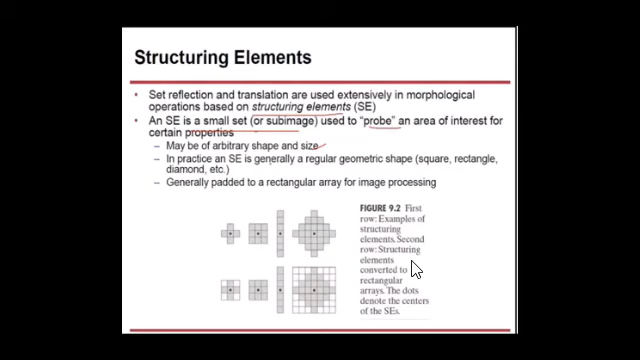 Structuring Elements
• Set reflection and translation are used extensively in morphological
operations based on structuring elements (SE)
• An SE is a small set (or subimage) used to "probe" an area of interest for
certain properties
– May be of arbitrary shape and size
– In practice an SE is generally a regular geometric shape (square, rectangle,
diamond, etc.)
– Generally padded to a rectangular array for image processing
FIGURE 9.2 First
row: Examples of
structuring
elements. Second
row: Structuring
elements
converted to
rectangular
arrays. The dots
denote the centers
of the SEs.